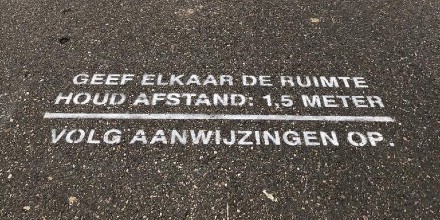 GEEF ELKAAR DE RUIMTE
HOUD AFSTAND: 1,5 METER
VOLG AANWIJZINGEN OP.